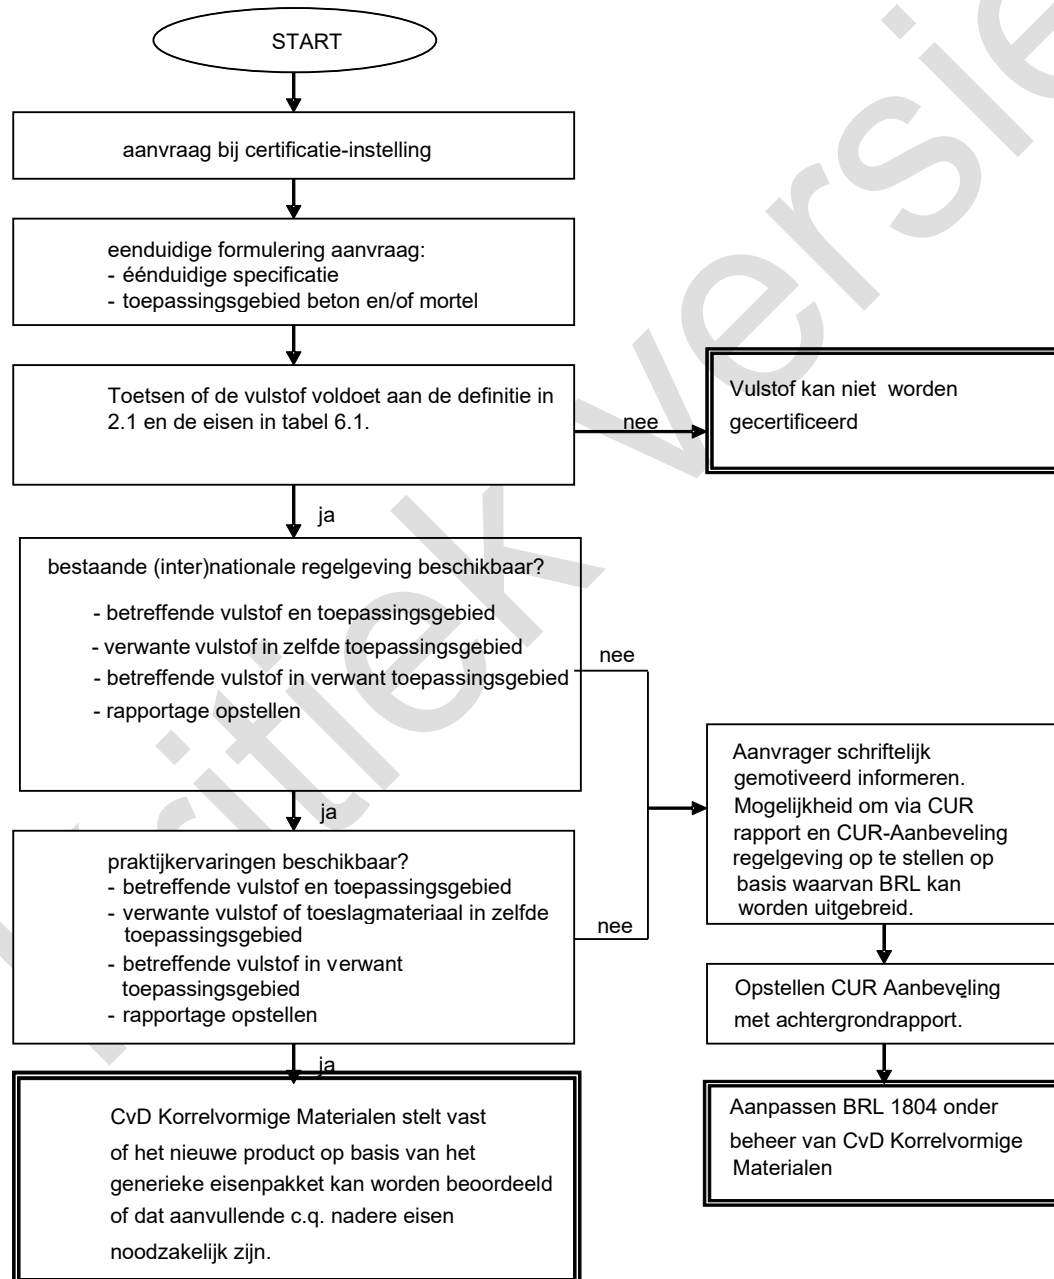 START
aanvraag bij certificatie-instelling
eenduidige formulering aanvraag:
- éénduidige specificatie
- toepassingsgebied beton en/of mortel
Toetsen of de vulstof voldoet aan de definitie in
2.1 en de eisen in tabel 6.1.
nee
Vulstof kan niet worden
gecertificeerd
ja
bestaande (inter)nationale regelgeving beschikbaar?
- betreffende vulstof en toepassingsgebied
- verwante vulstof in zelfde toepassingsgebied
- betreffende vulstof in verwant toepassingsgebied
- rapportage opstellen
nee
ja
praktijkervaringen beschikbaar?
- betreffende vulstof en toepassingsgebied
- verwante vulstof of toeslagmateriaal in zelfde
toepassingsgebied
- betreffende vulstof in verwant
toepassingsgebied
- rapportage opstellen
nee
Aanvrager schriftelijk
gemotiveerd informeren.
Mogelijkheid om via CUR
rapport en CUR-Aanbeveling
regelgeving op te stellen op
basis waarvan BRL kan
worden uitgebreid.
Opstellen CUR Aanbeveling
met achtergrondrapport.
Aanpassen BRL 1804 onder
beheer van CvD Korrelvormige
Materialen
ja
CvD Korrelvormige Materialen stelt vast
of het nieuwe product op basis van het
generieke eisenpakket kan worden beoordeeld
of dat aanvullende c.q. nadere eisen
noodzakelijk zijn.
kritiek versie